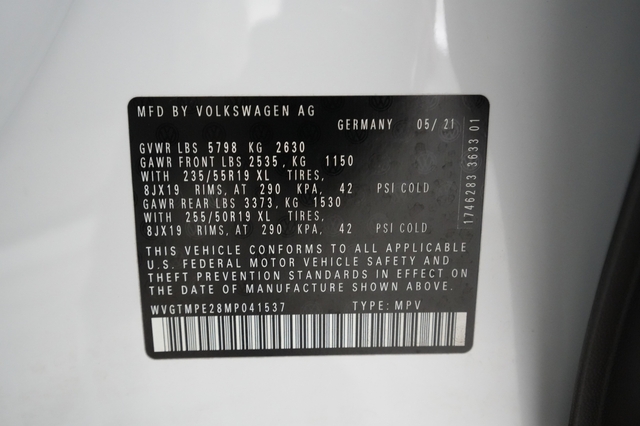 MFD BY VOLKSWAGEN AG
GERMANY 05/21
GVWR LBS 5798 KG 2630
GAWR FRONT LBS 2535, KG 1150
WITH 235/55R19 XL TIRES,
8JX19 RIMS, AT 290 KPA, 42 PSI COLD
GAWR REAR LBS 3373, KG 1530
WITH 255/50R19 XL TIRES,
8JX19 RIMS, AT 290 KPA, 42 PSI COLD
THIS VEHICLE CONFORMS TO ALL APPLICABLE
U.S. FEDERAL MOTOR VEHICLE SAFETY AND
THEFT PREVENTION STANDARDS IN EFFECT ON
THE DATE OF MANUFACTURE SHOWN ABOVE.
WVGTMPE28MP041537 TYPE: MPV
1746283 3633 01